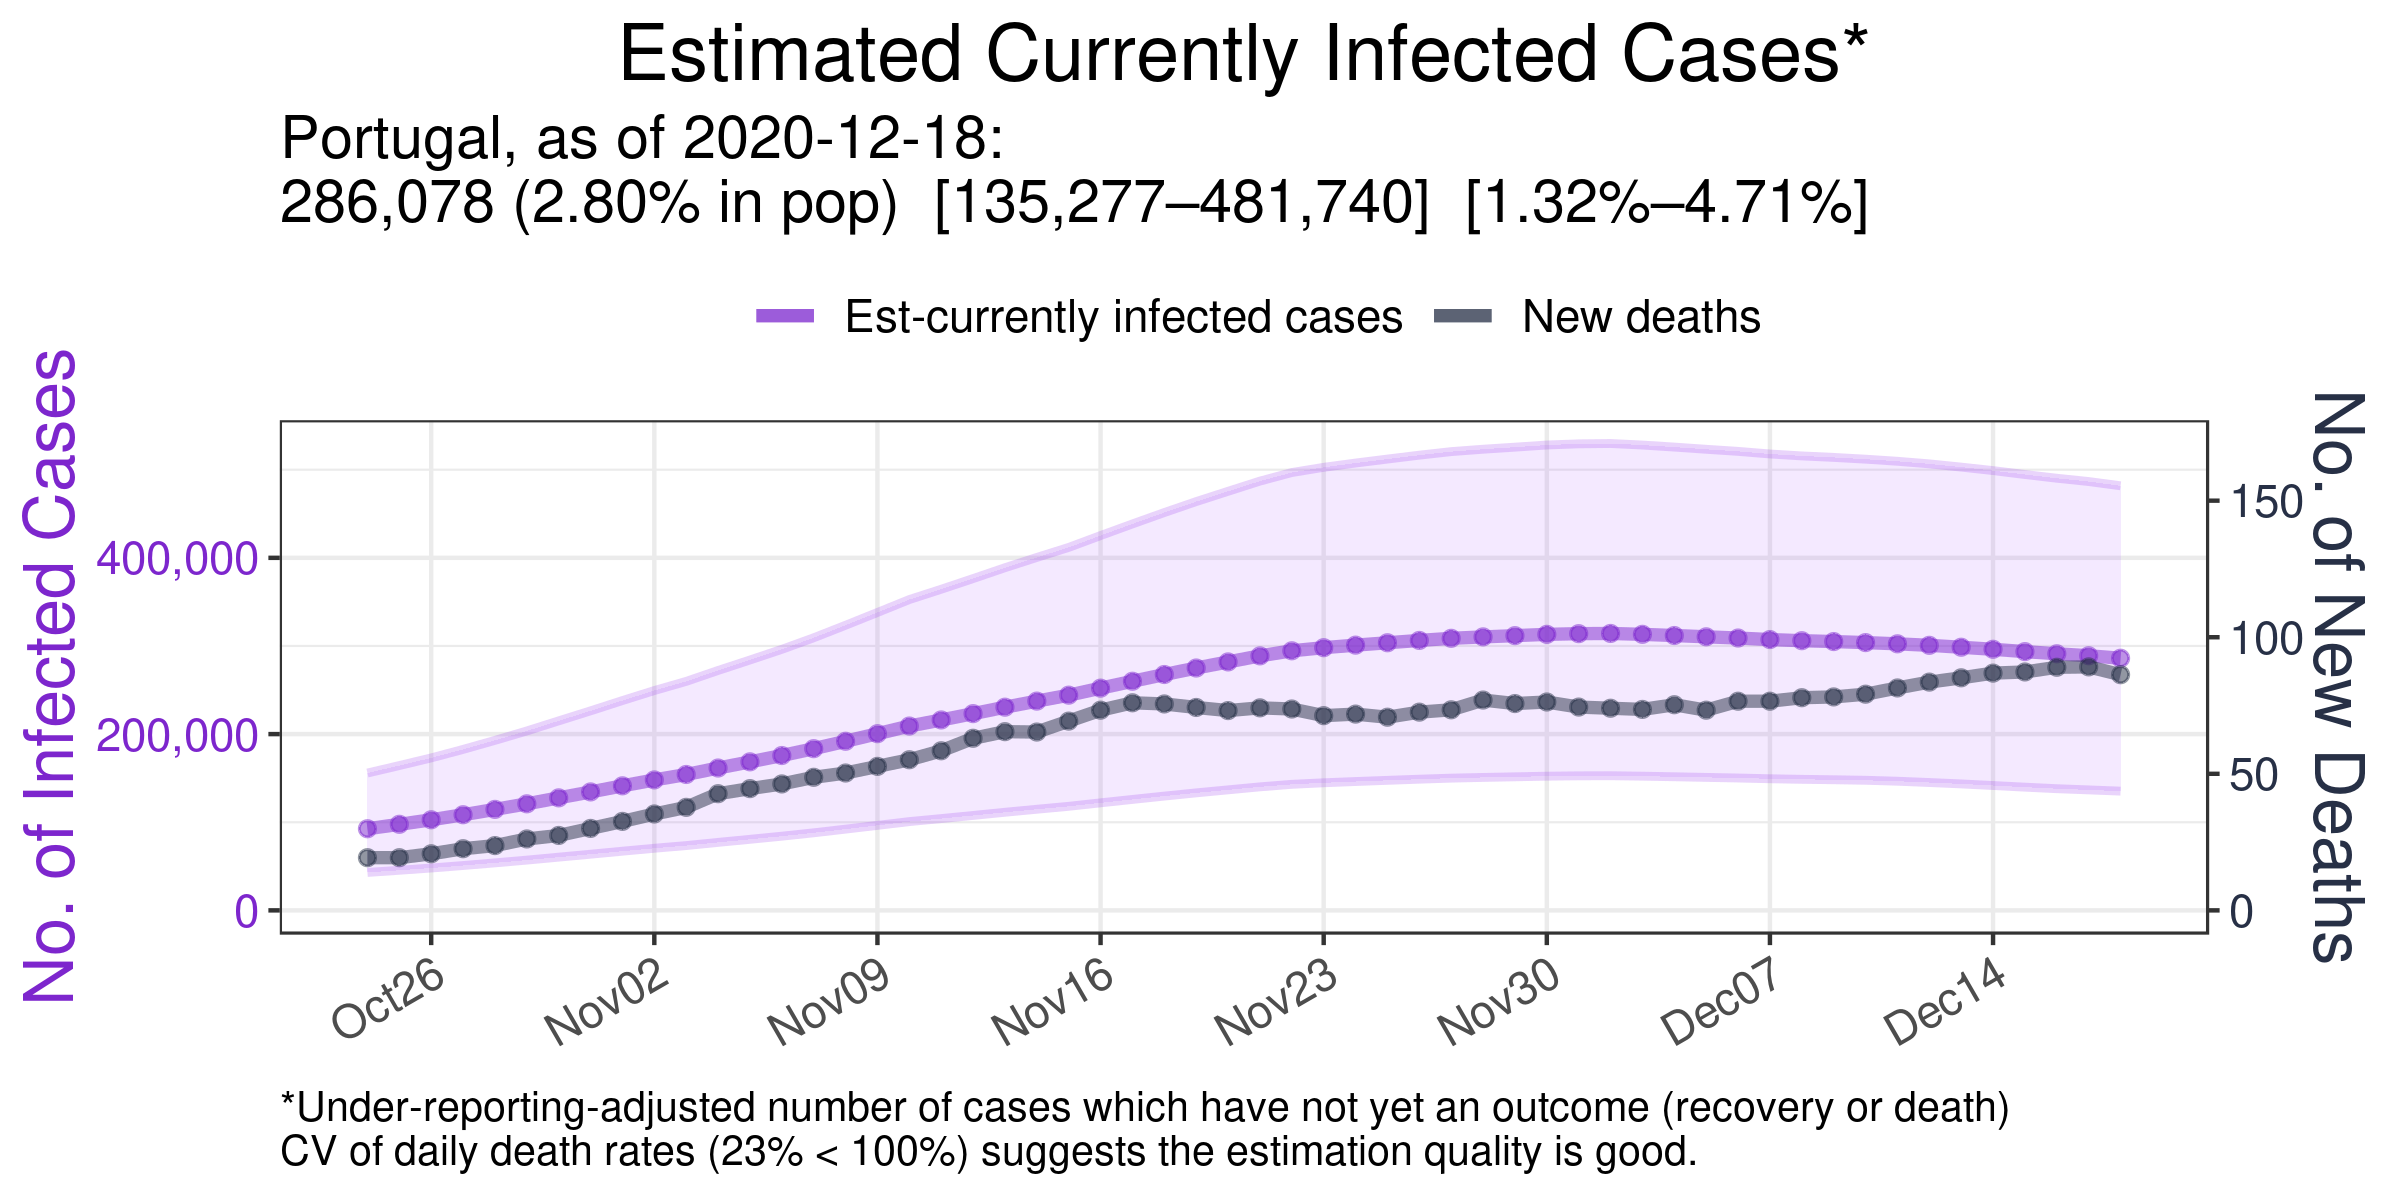 Estimated Currently Infected Cases*
Portugal, as of 2020-12-18:
286,078 (2.80% in pop) [135,277–481,740] [1.32%–4.71%]
Est-currently infected cases New deaths
No. of Infected Cases
400,000
200,000
0
150
100
50
0
No. of New Deaths
Oct26 Nov02 Nov09 Nov16 Nov23 Nov30 Dec07 Dec14
*Under-reporting-adjusted number of cases which have not yet an outcome (recovery or death)
CV of daily death rates (23% < 100%) suggests the estimation quality is good.